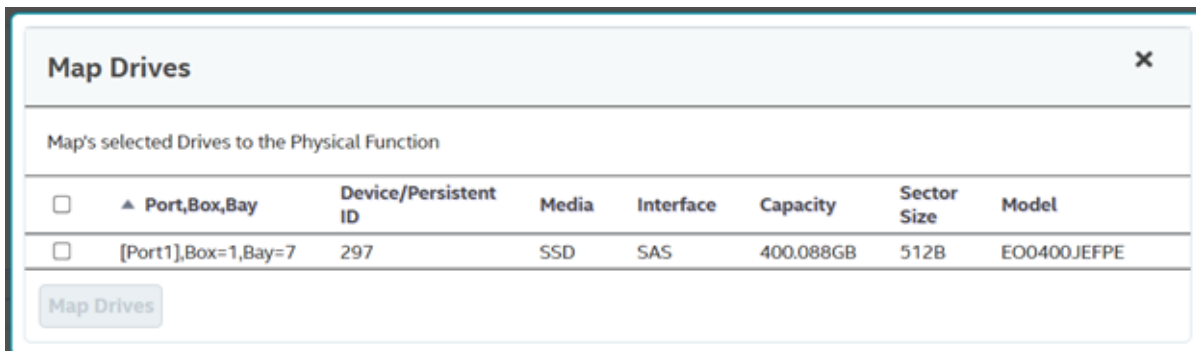 Map Drives ×
Map's selected Drives to the Physical Function
▲ Port,Box,Bay Device/Persistent ID Media Interface Capacity Sector Size Model
[Port1],Box=1,Bay=7 297 SSD SAS 400.088GB 512B EO0400JEFPE
Map Drives